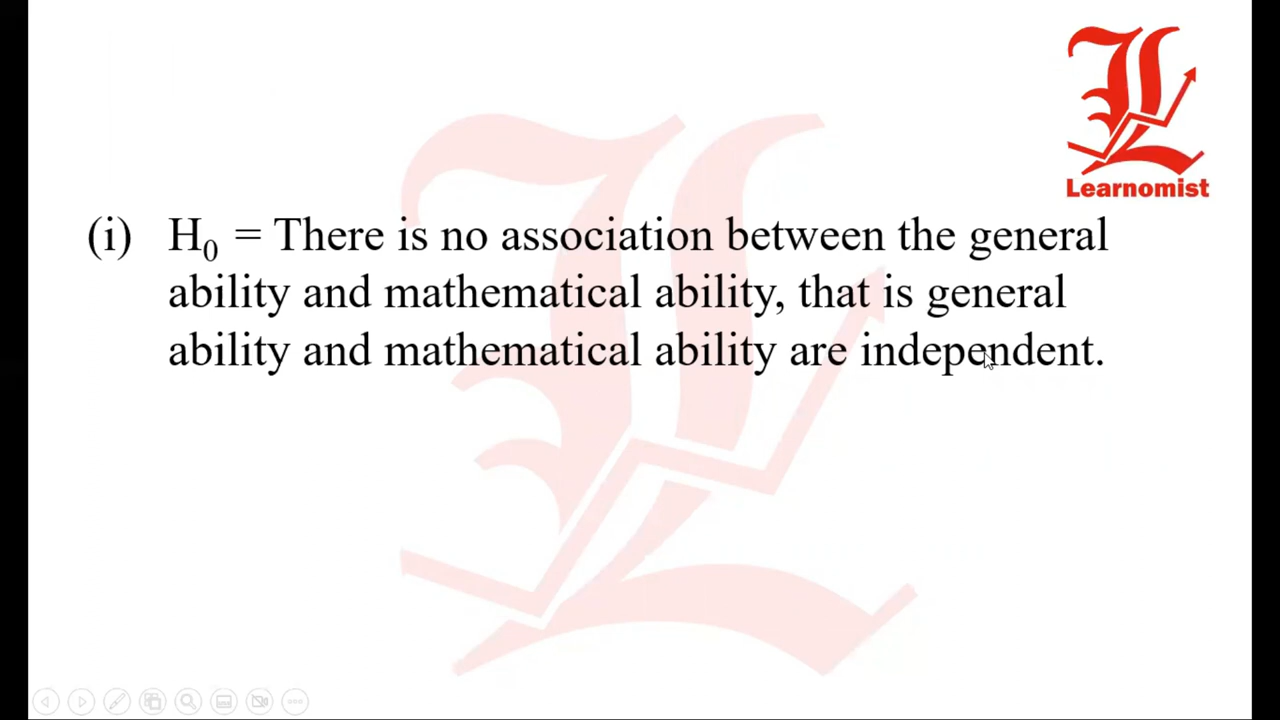 Learnomist
(i) H₀ = There is no association between the general
ability and mathematical ability, that is general
ability and mathematical ability are independent.